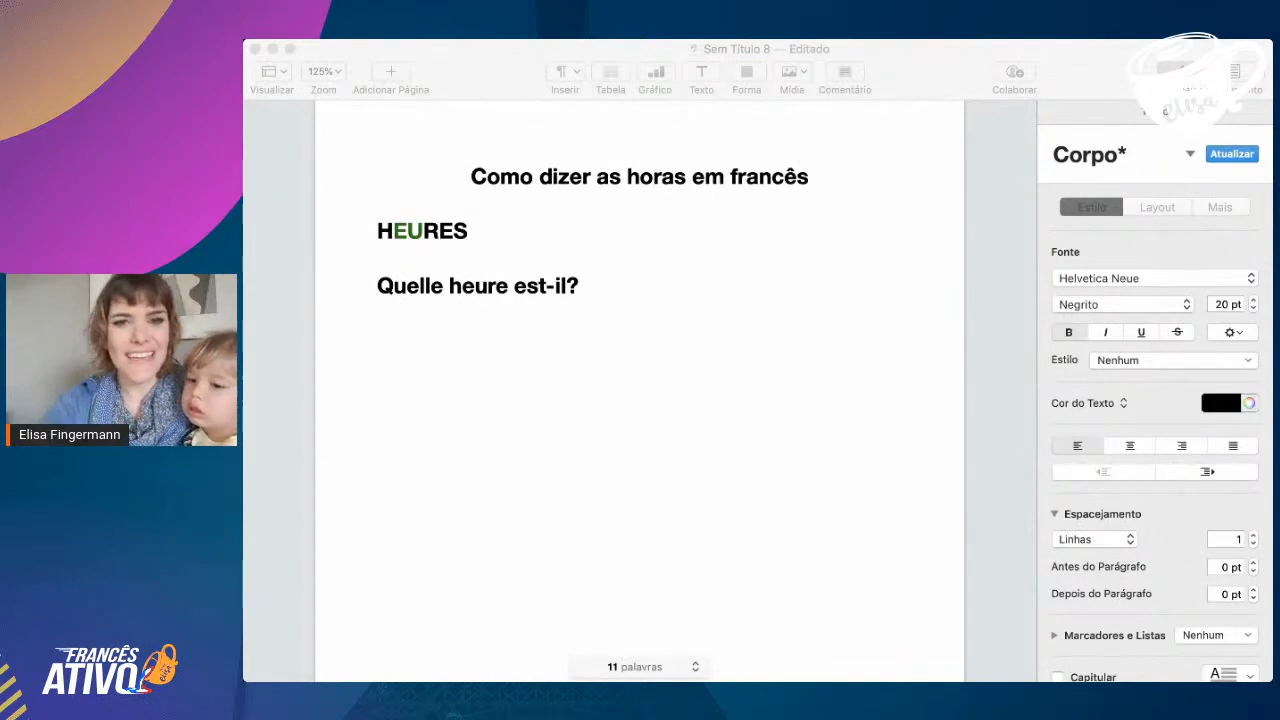 Sem Título 8 — Editado
Visualizar
125%
Zoom
Adicionar Página
Inserir
Tabela
Gráfico
Texto
Forma
Mídia
Comentário
Colaborar
elisa
Como dizer as horas em francês
HEURES
Quelle heure est-il?
11 palavras
Corpo*
Atualizar
Estilo
Layout
Mais
Fonte
Helvetica Neue
Negrito
20 pt
B I U S
Estilo
Nenhum
Cor do Texto
Espacejamento
Linhas
1
Antes do Parágrafo
0 pt
Depois do Parágrafo
0 pt
Marcadores e Listas
Nenhum
Capitular
A
Elisa Fingermann
FRANCÊS
ATIVO
elisa